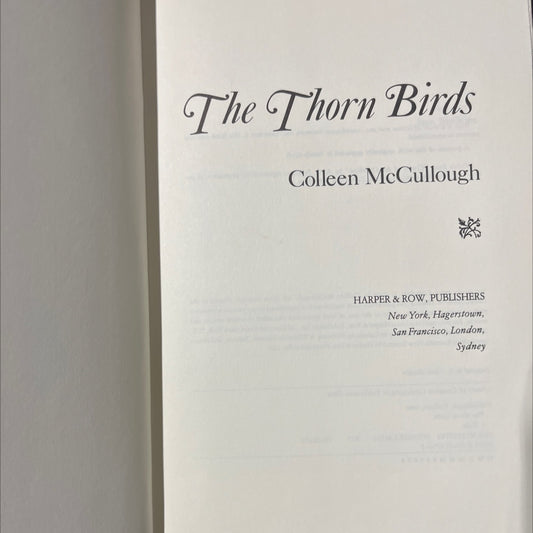 The Thorn Birds
Colleen McCullough
HARPER & ROW, PUBLISHERS
New York, Hagerstown,
San Francisco, London,
Sydney